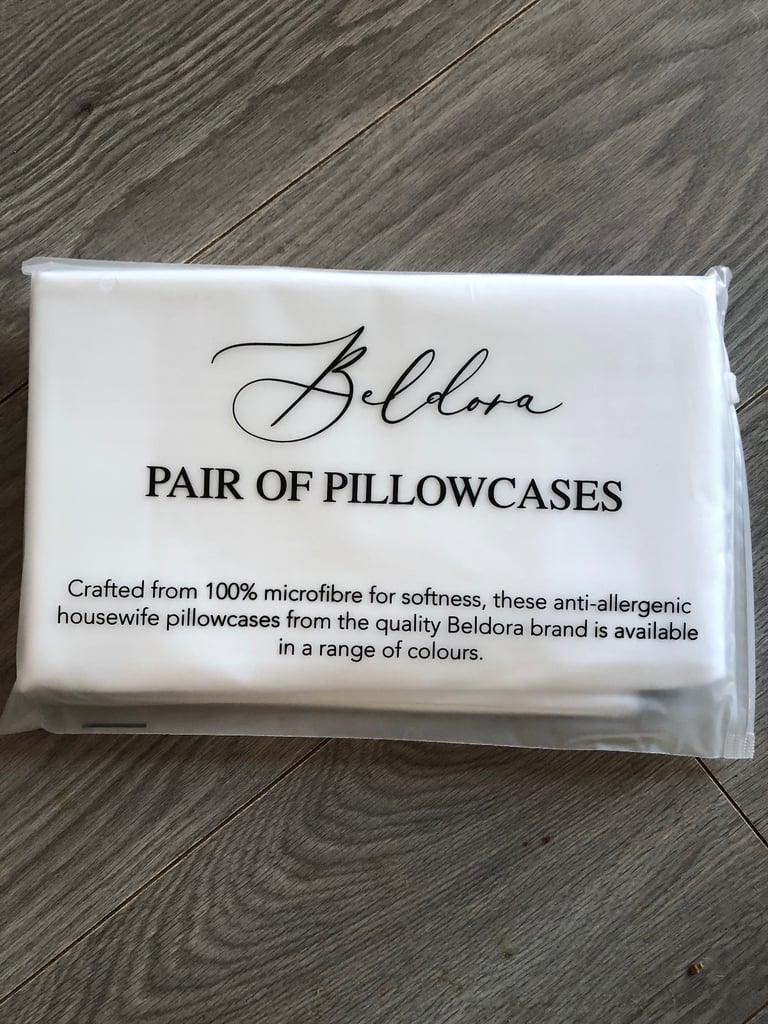 Beldora
PAIR OF PILLOWCASES
Crafted from 100% microfibre for softness, these anti-allergenic
housewife pillowcases from the quality Beldora brand is available
in a range of colours.